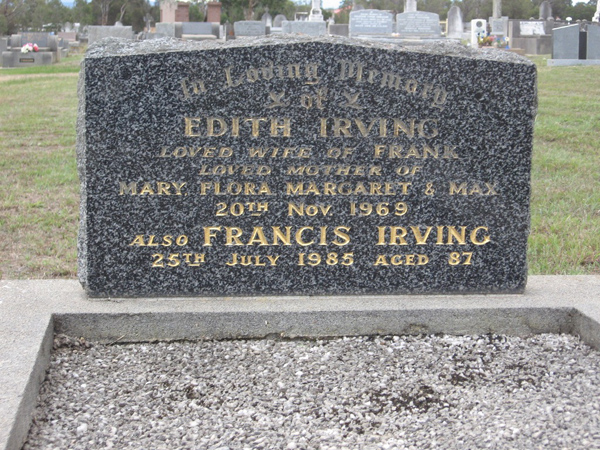 In Loving Memory
of
EDITH IRVING
LOVED WIFE OF FRANK
LOVED MOTHER OF
MARY FLORA MARGARET & MAX
20TH NOV. 1969
ALSO FRANCIS IRVING
25TH JULY 1985 AGED 87